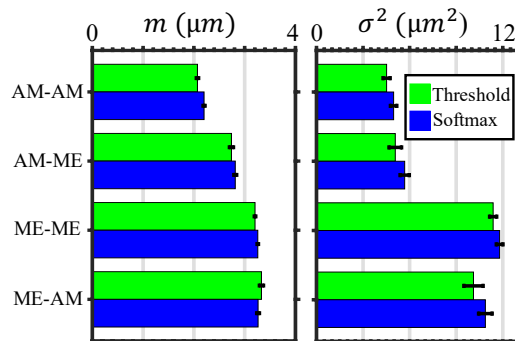 m (μm)
σ² (μm²)
0 4
0 12
AM-AM
AM-ME
ME-ME
ME-AM
Threshold
Softmax